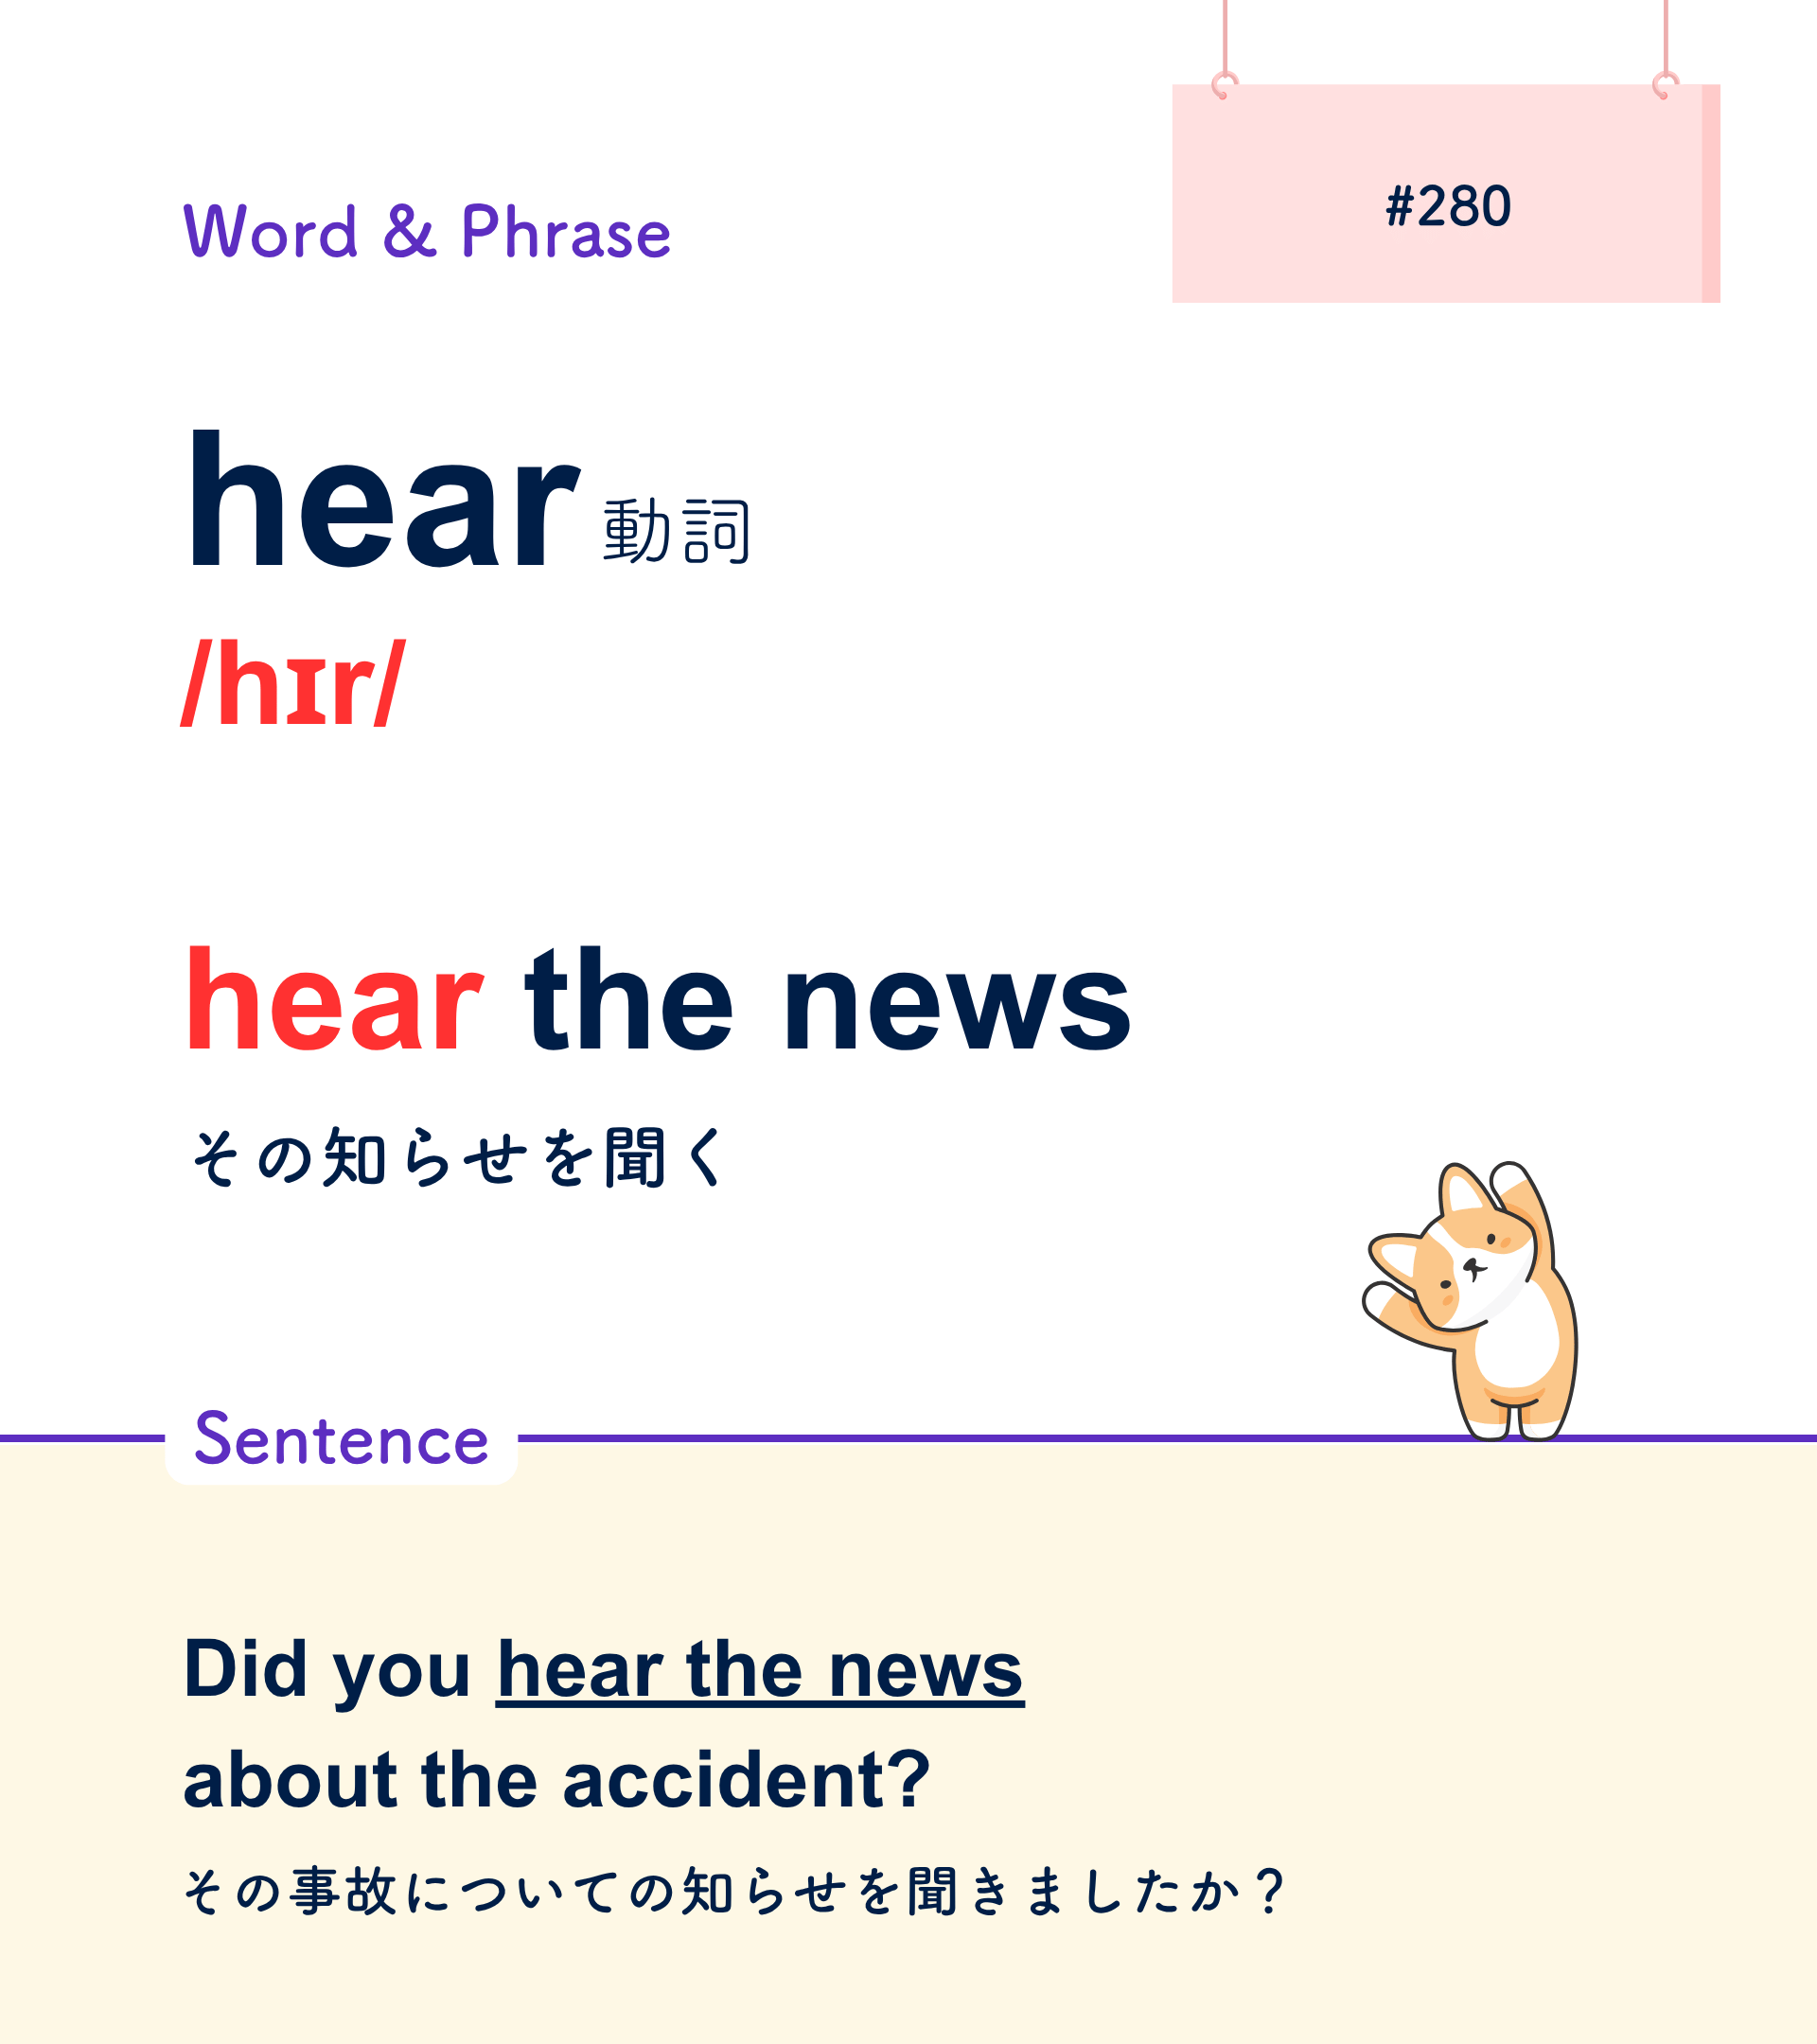 #280
Word & Phrase
hear 動詞
/hɪr/
hear the news
その知らせを聞く
Sentence
Did you hear the news
about the accident?
その事故についての知らせを聞きましたか？